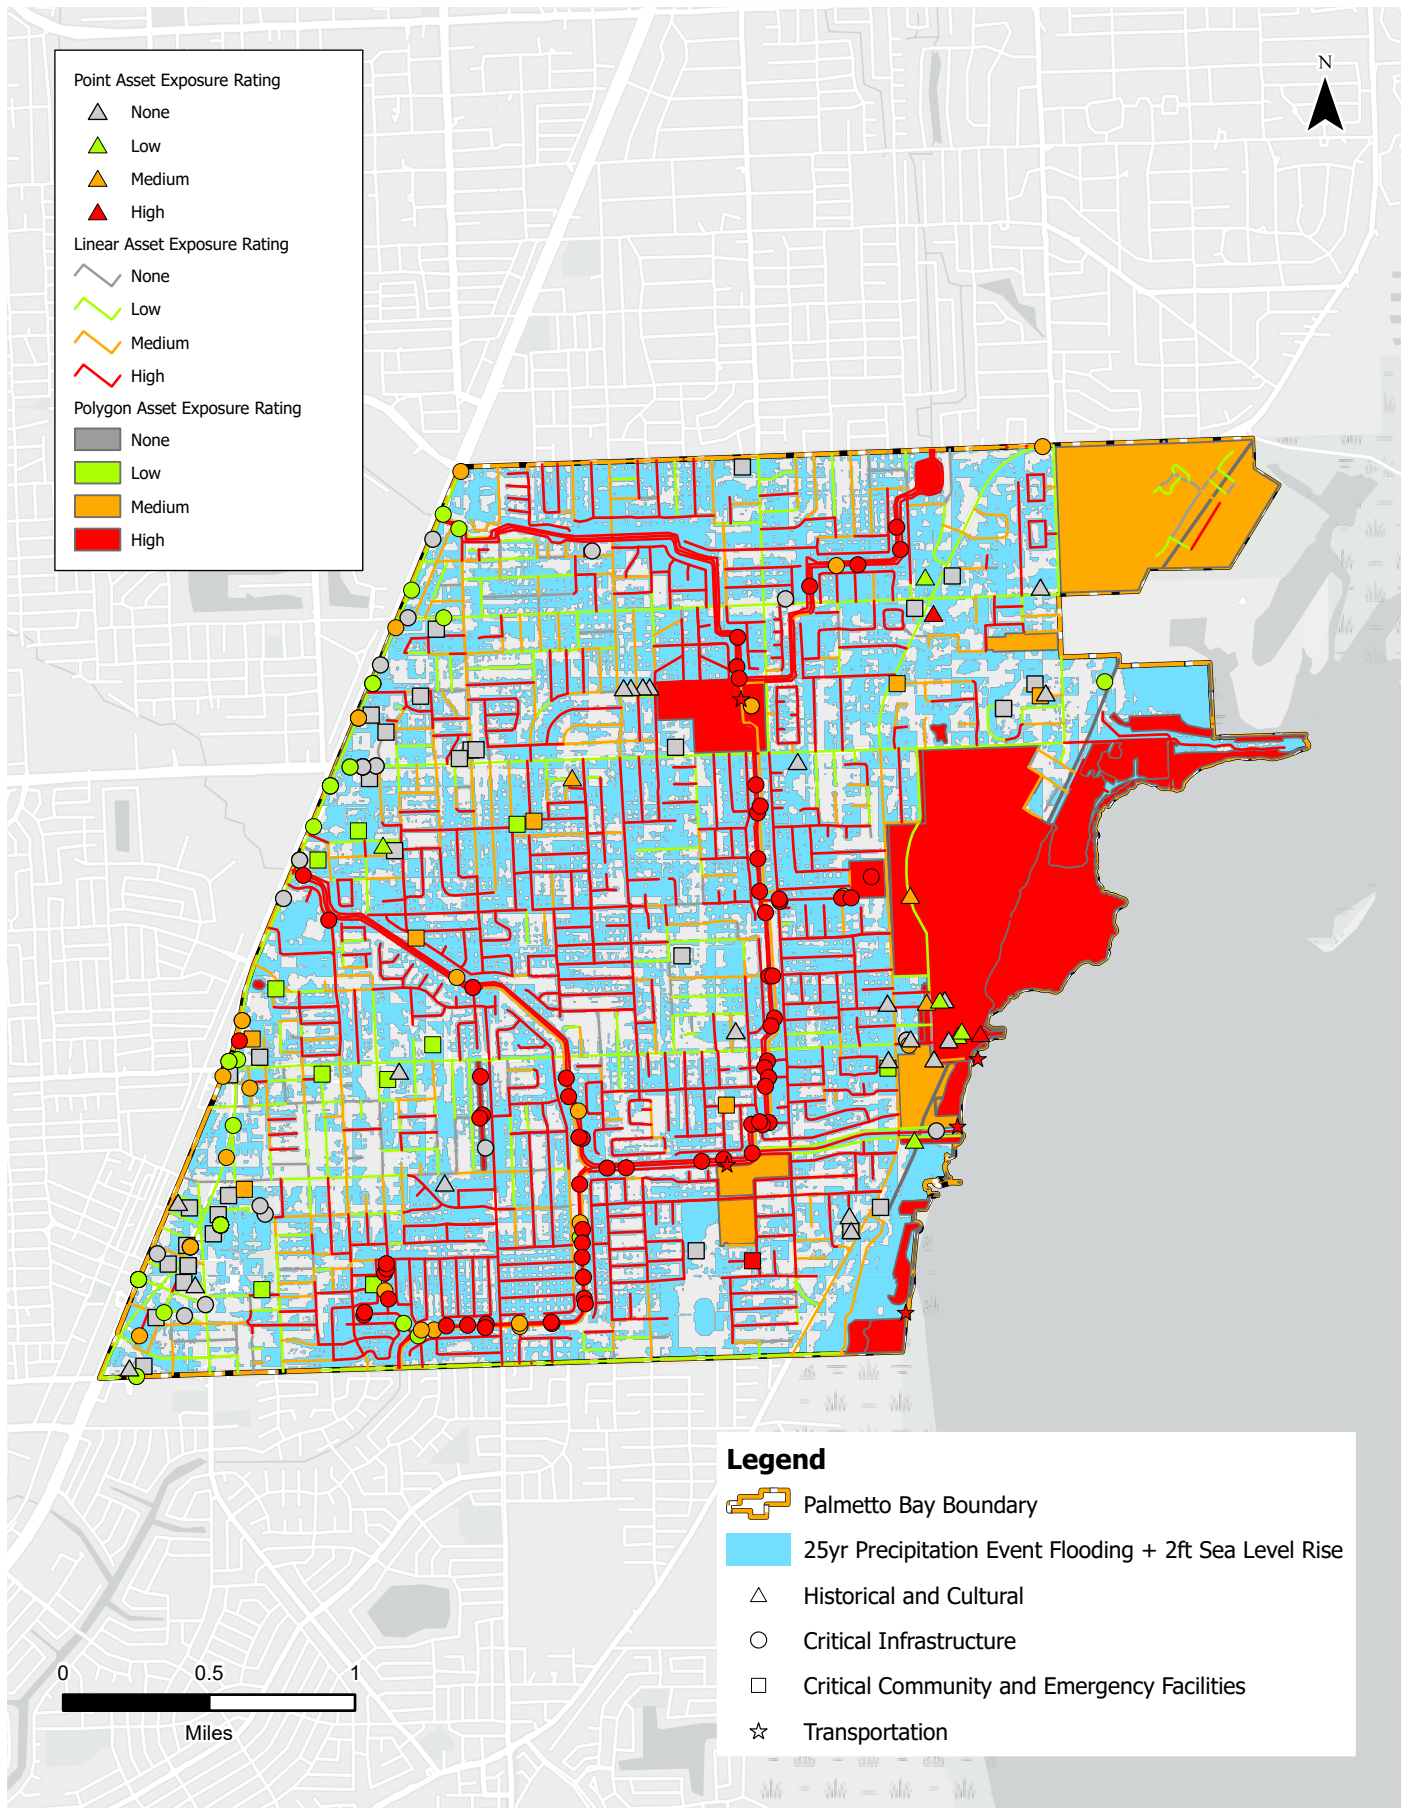 Point Asset Exposure Rating
None
Low
Medium
High
Linear Asset Exposure Rating
None
Low
Medium
High
Polygon Asset Exposure Rating
None
Low
Medium
High
N
Legend
Palmetto Bay Boundary
25yr Precipitation Event Flooding + 2ft Sea Level Rise
Historical and Cultural
Critical Infrastructure
Critical Community and Emergency Facilities
Transportation
0 0.5 1
Miles